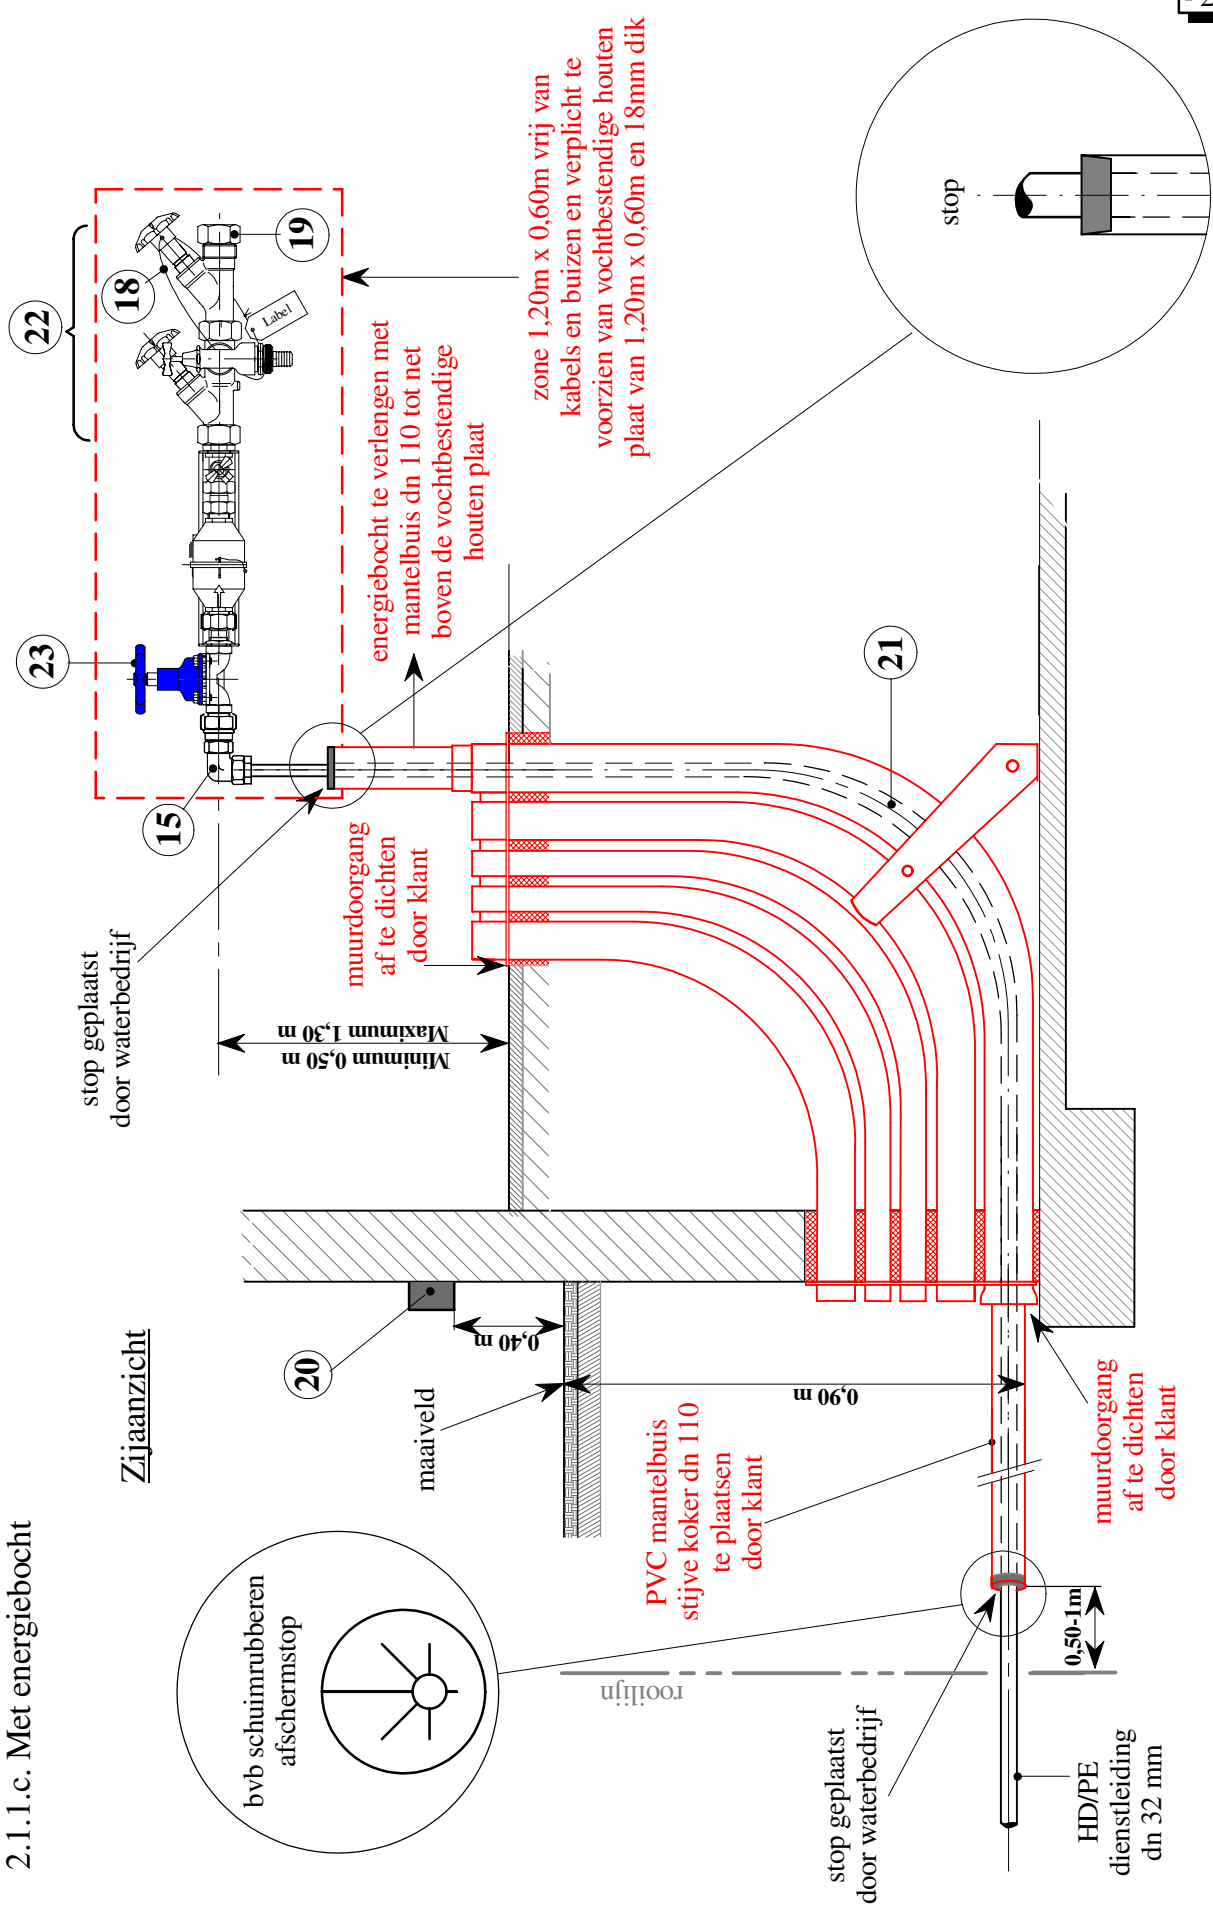 2.1.1.c. Met energiebocht
Zijaanzicht
bvb schuimrubberen
afschermstop
stop geplaatst
door waterbedrijf
22
23
18
19
15
Label
zone 1,20m x 0,60m vrij van
kabels en buizen en verplicht te
voorzien van vochtbestendige houten
plaat van 1,20m x 0,60m en 18mm dik
energiebocht te verlengen met
mantelbuis dn 110 tot net
boven de vochtbestendige
houten plaat
muurdoorgang
af te dichten
door klant
Minimum 0,50 m
Maximum 1,30 m
20
0,40 m
maaiveld
0,90 m
21
stop
PVC mantelbuis
stijve koker dn 110
te plaatsen
door klant
rooilijn
muurdoorgang
af te dichten
door klant
0,50-1m
stop geplaatst
door waterbedrijf
HD/PE
dienstleiding
dn 32 mm